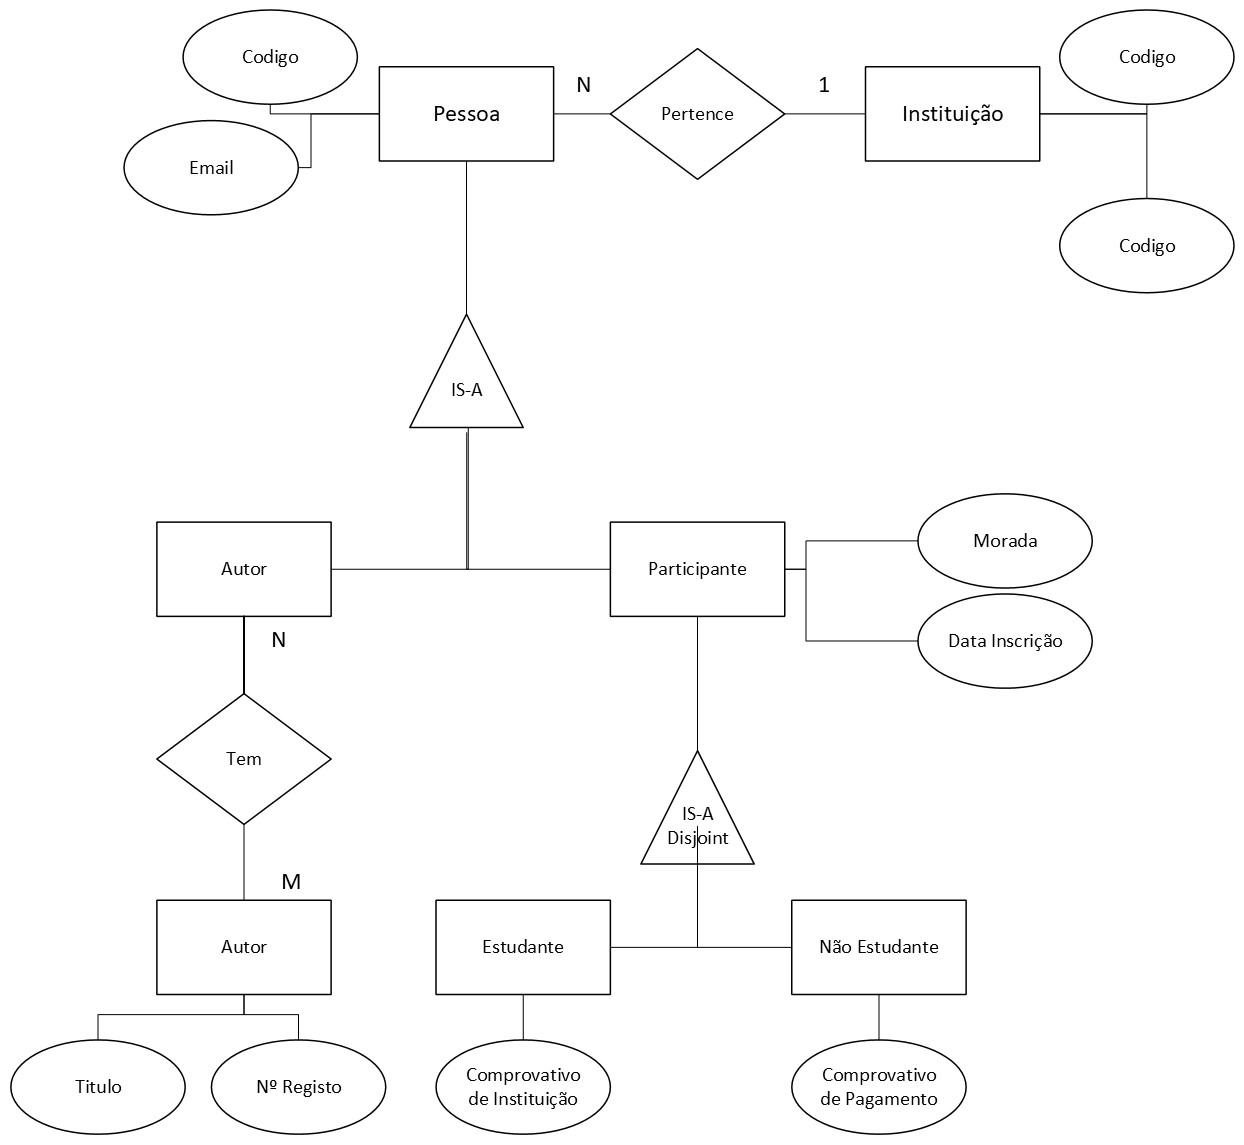 Codigo
Codigo
Pessoa
N
Pertence
1
Instituição
Email
Codigo
IS-A
Autor
Participante
Morada
N
Data Inscrição
Tem
IS-A
Disjoint
M
Autor
Estudante
Não Estudante
Titulo
Nº Registo
Comprovativo
de Instituição
Comprovativo
de Pagamento